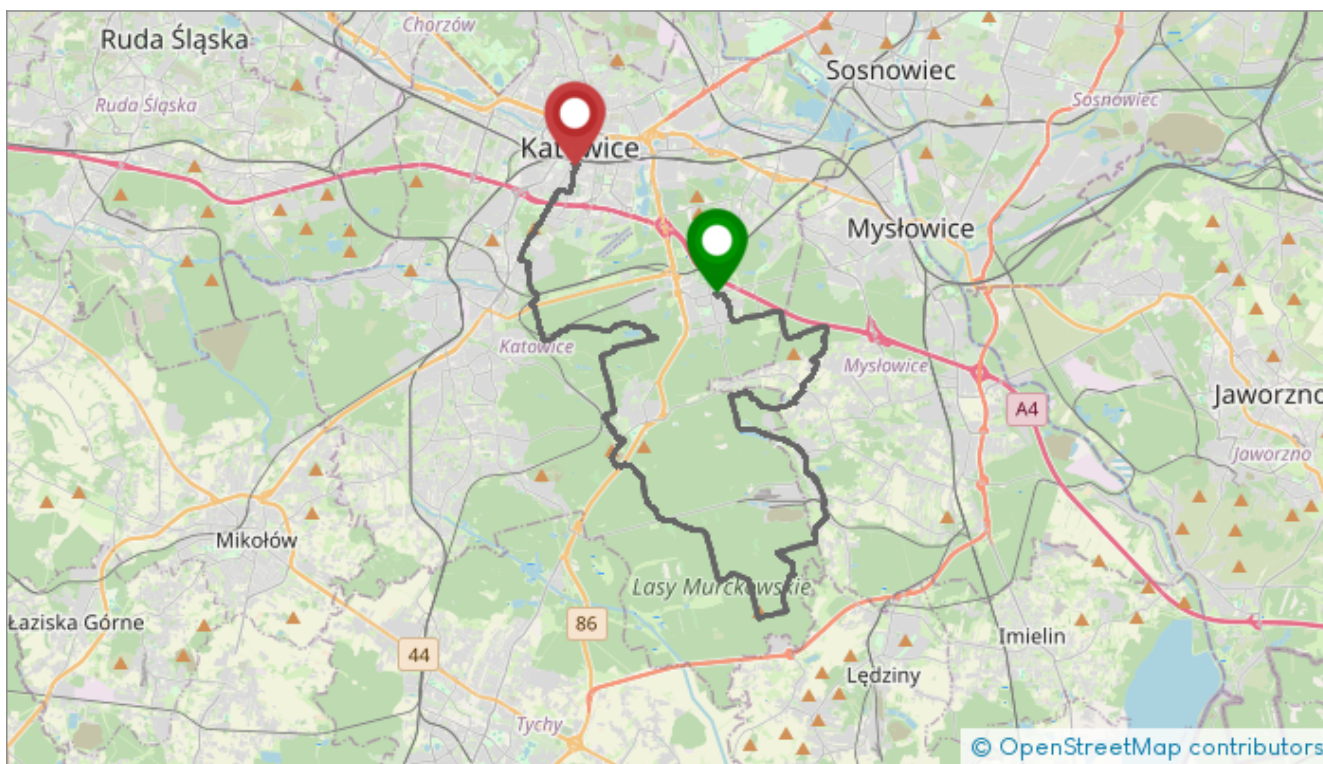 Chorzów
Ruda Śląska
Sosnowiec
Ruda Śląska
Sosnowiec
Katowice
Mysłowice
Katowice
Mysłowice
Jaworzno
A4
Jaworzno
Mikołów
Lasy Murckowskie
Łaziska Górne
86
Imielin
44
Lędziny
Tychy
© OpenStreetMap contributors